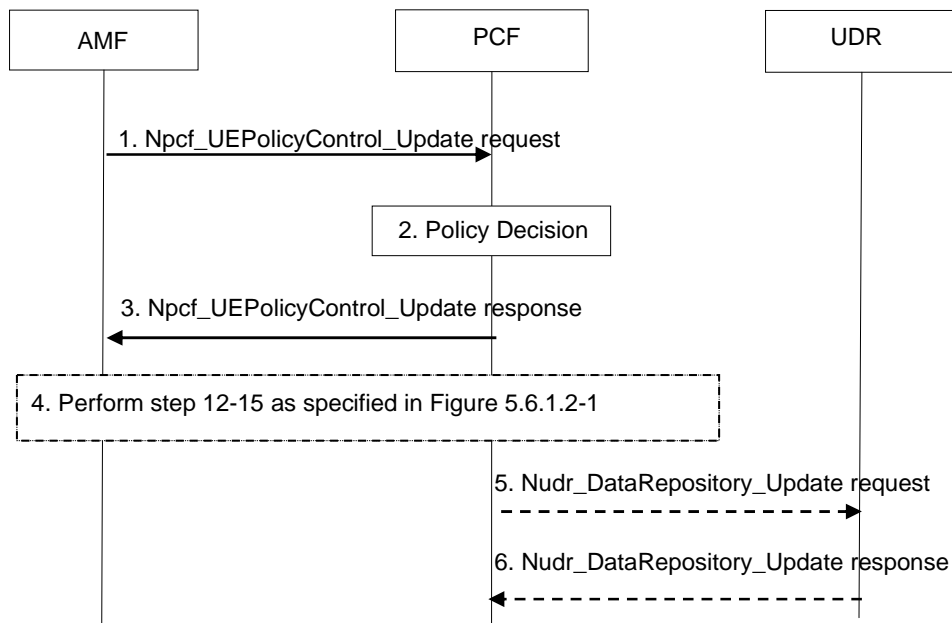 AMF
PCF
UDR
1. Npcf_UEPolicyControl_Update request
2. Policy Decision
3. Npcf_UEPolicyControl_Update response
4. Perform step 12-15 as specified in Figure 5.6.1.2-1
5. Nudr_DataRepository_Update request
6. Nudr_DataRepository_Update response